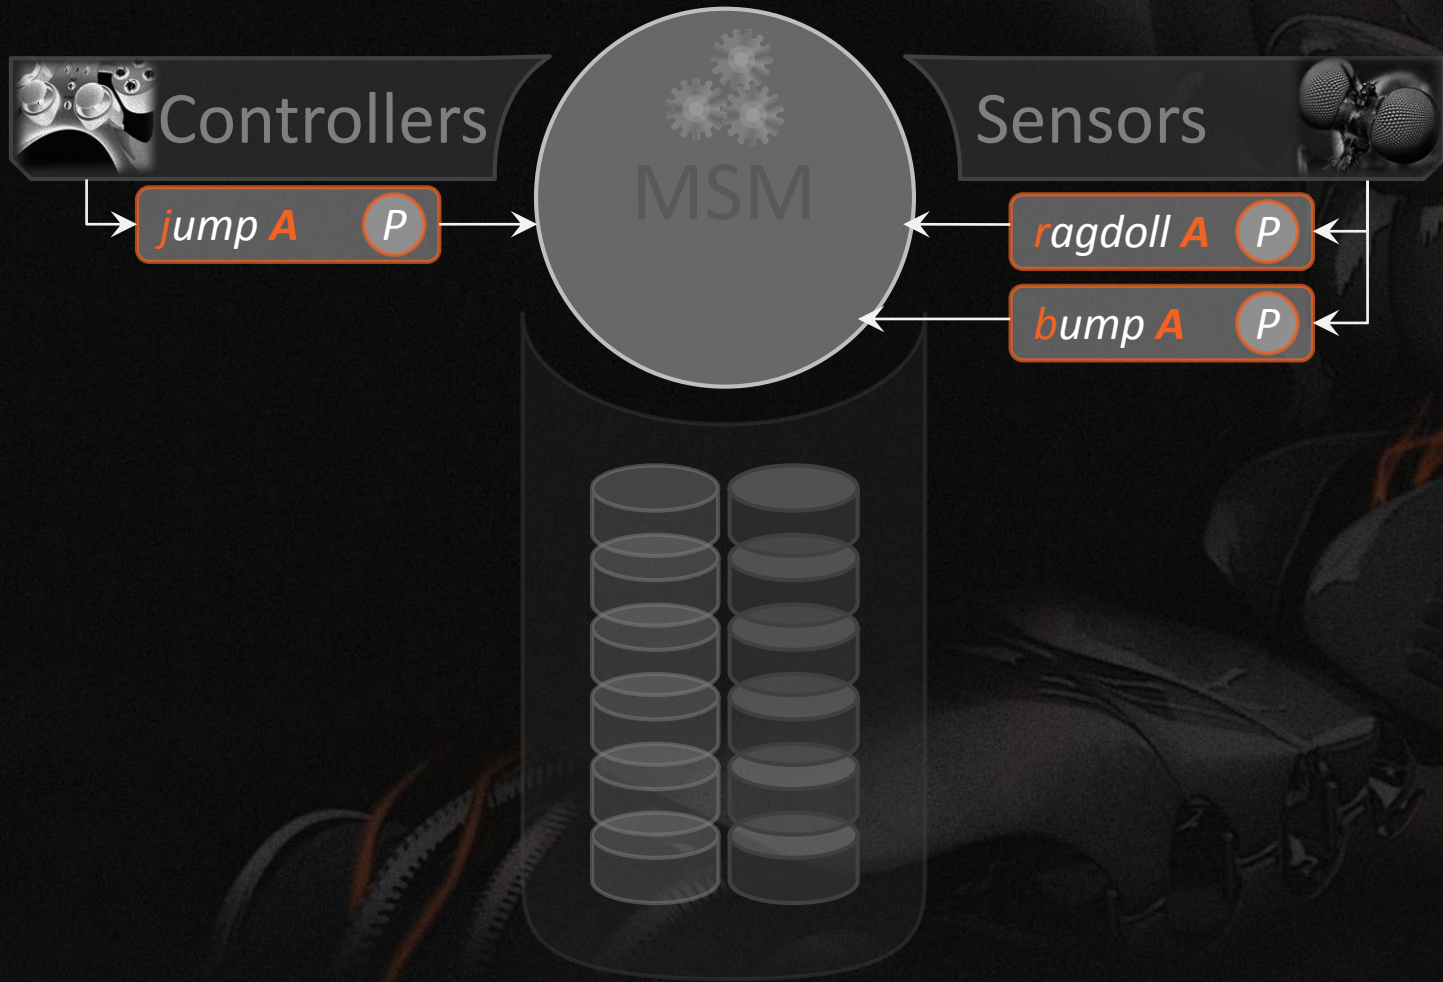 Controllers
MSM
Sensors
jump A P
ragdoll A P
bump A P